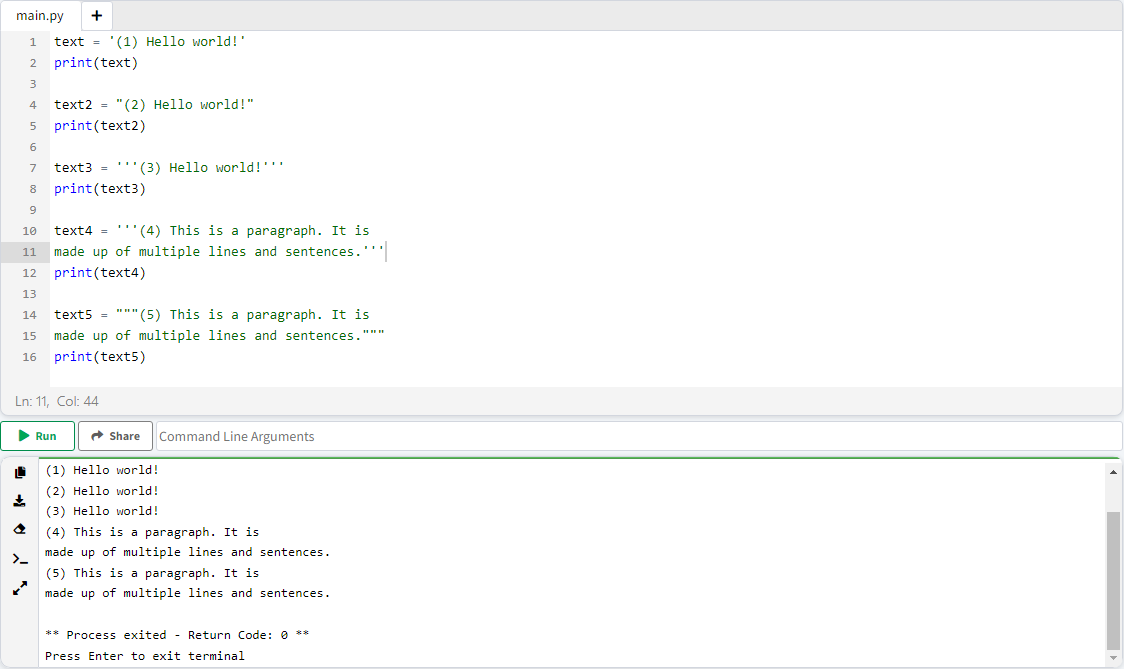 main.py +
1 text = '(1) Hello world!'
2 print(text)
3
4 text2 = "(2) Hello world!"
5 print(text2)
6
7 text3 = '''(3) Hello world!'''
8 print(text3)
9
10 text4 = '''(4) This is a paragraph. It is
11 made up of multiple lines and sentences.'''
12 print(text4)
13
14 text5 = """(5) This is a paragraph. It is
15 made up of multiple lines and sentences."""
16 print(text5)
Ln: 11, Col: 44
Run Share Command Line Arguments
(1) Hello world!
(2) Hello world!
(3) Hello world!
(4) This is a paragraph. It is
made up of multiple lines and sentences.
(5) This is a paragraph. It is
made up of multiple lines and sentences.
** Process exited - Return Code: 0 **
Press Enter to exit terminal